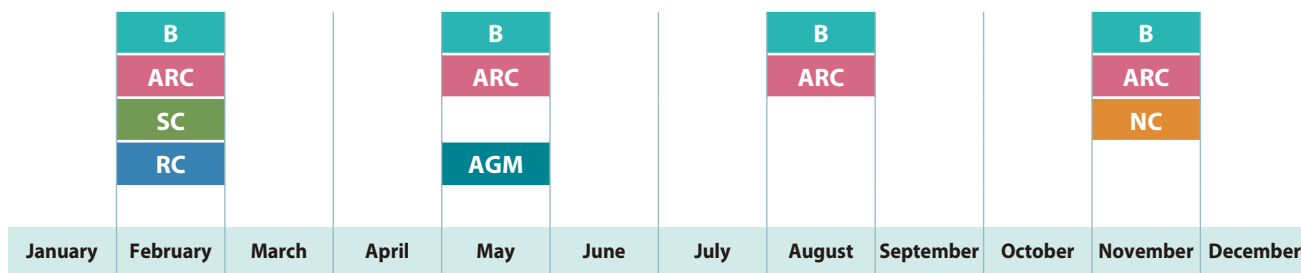 B B B B
ARC ARC ARC ARC
SC NC
RC AGM
January February March April May June July August September October November December